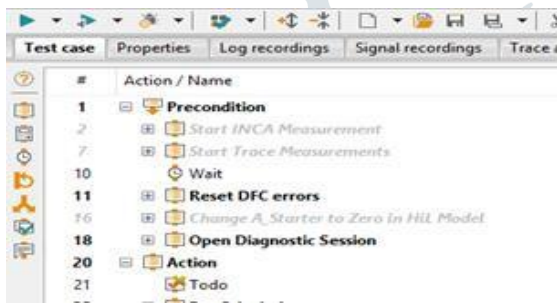 Test case Properties Log recordings Signal recordings Trace a
# Action / Name
1 Precondition
2 Start INCA Measurement
7 Start Trace Measurements
10 Wait
11 Reset DFC errors
16 Change A_Starter to Zero in HiL Model
18 Open Diagnostic Session
20 Action
21 Todo